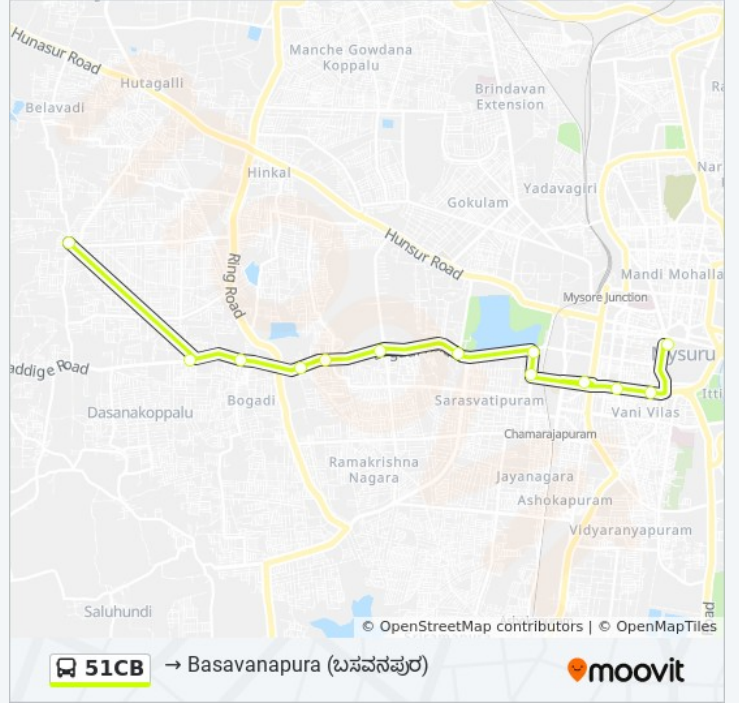 Hunasur Road
Manche Gowdana
Koppalu
Hutagalli
Brindavan
Extension
Belavadi
Hinkal
Yadavagiri
Gokulam
Hunsur Road
Mandi Mohalla
Ring Road
Mysore Junction
Mysuru
addige Road
Bogadi
Sarasvatipuram
Itti
Dasanakoppalu
Vani Vilas
Chamarajapuram
Ramakrishna
Nagara
Jayanagara
Ashokapuram
Vidyaranyapuram
Saluhundi
© OpenStreetMap contributors | © OpenMapTiles
51CB → Basavanapura (ಬಸವನಪುರ)
moovit